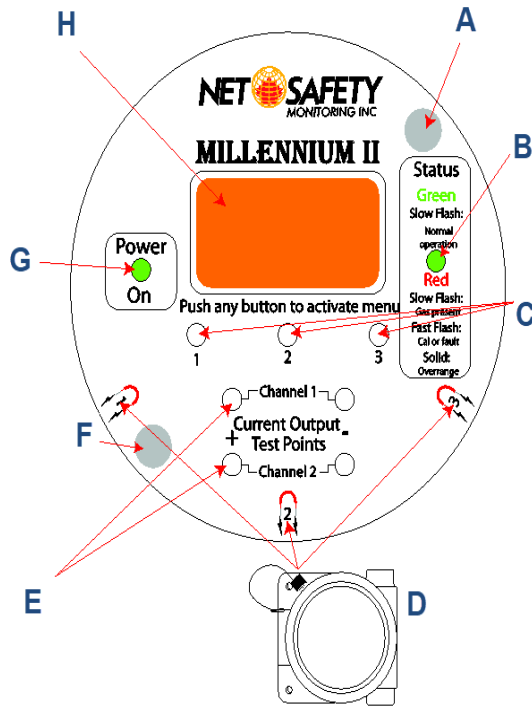 H
A
NET SAFETY
MONITORING INC
MILLENNIUM II
Status
Green
Slow Flash:
Normal
operation
B
G
Power
On
Red
Slow Flash:
Gas present
Fast Flash:
Cal or fault
Solid:
Overrange
C
Push any button to activate menu
1
2
3
1
3
F
Channel 1
+ Current Output -
Test Points
Channel 2
2
E
D